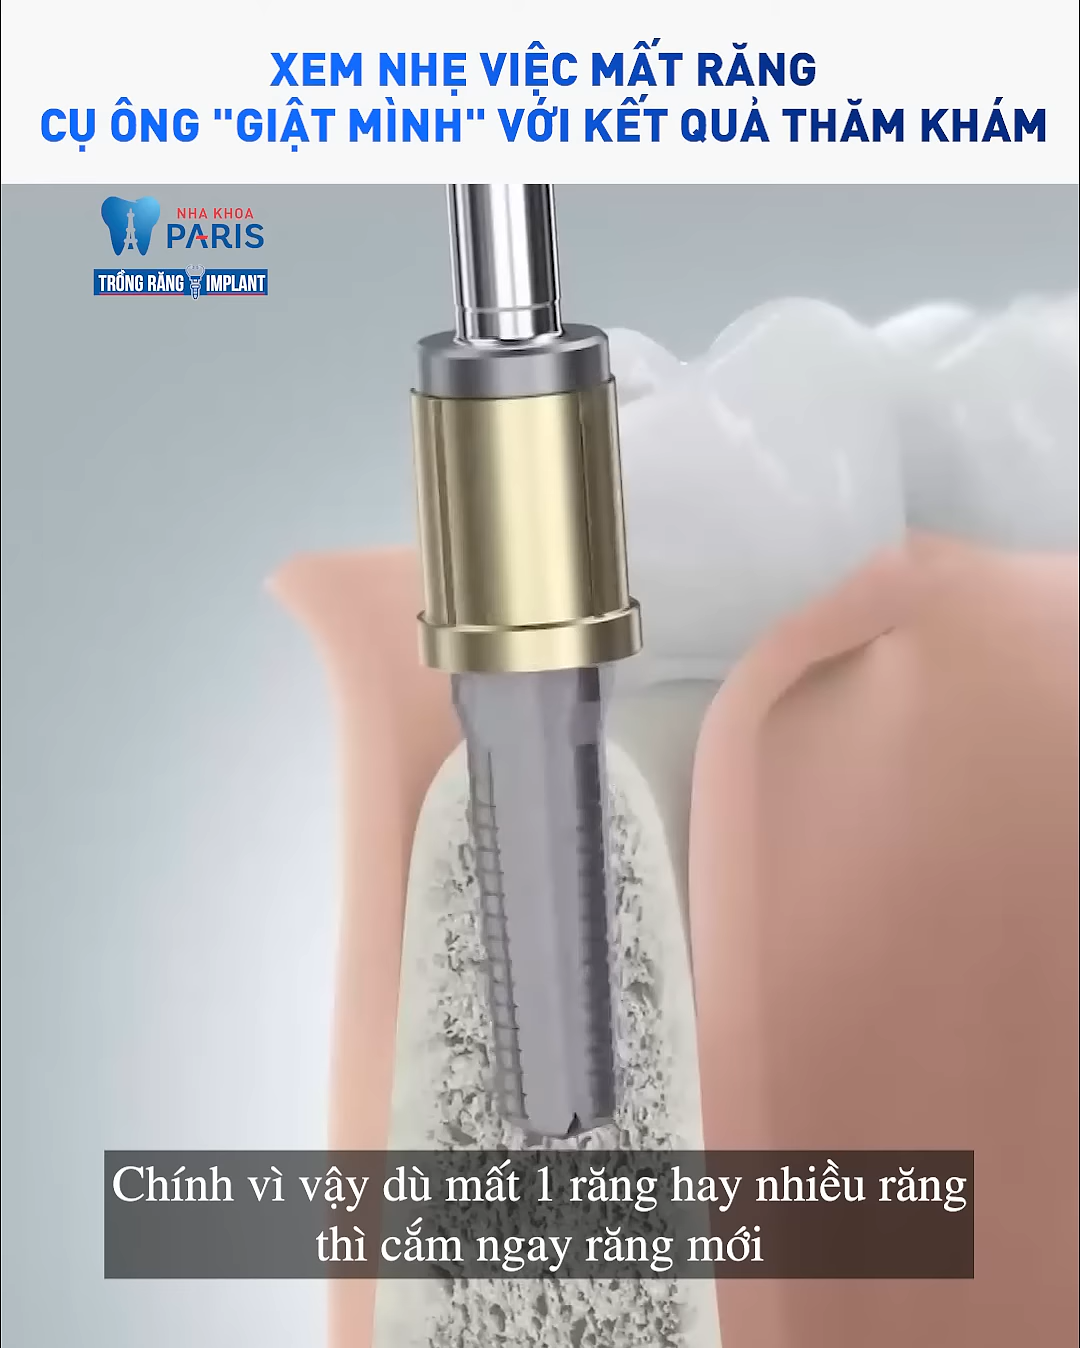 XEM NHẸ VIỆC MẤT RĂNG
CỤ ÔNG "GIẬT MÌNH" VỚI KẾT QUẢ THĂM KHÁM
NHA KHOA
PARIS
TRỒNG RĂNG IMPLANT
Chính vì vậy dù mất 1 răng hay nhiều răng
thì cắm ngay răng mới